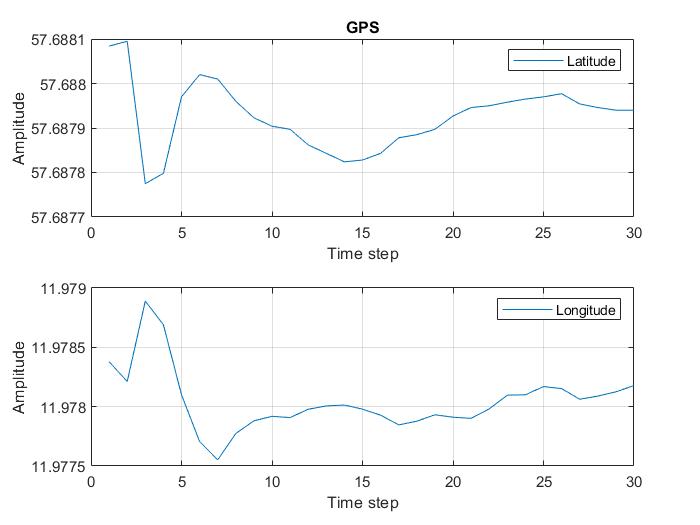 GPS
57.6881
57.688
57.6879
57.6878
57.6877
Amplitude
Latitude
0 5 10 15 20 25 30
Time step
11.979
11.9785
11.978
11.9775
Amplitude
Longitude
0 5 10 15 20 25 30
Time step